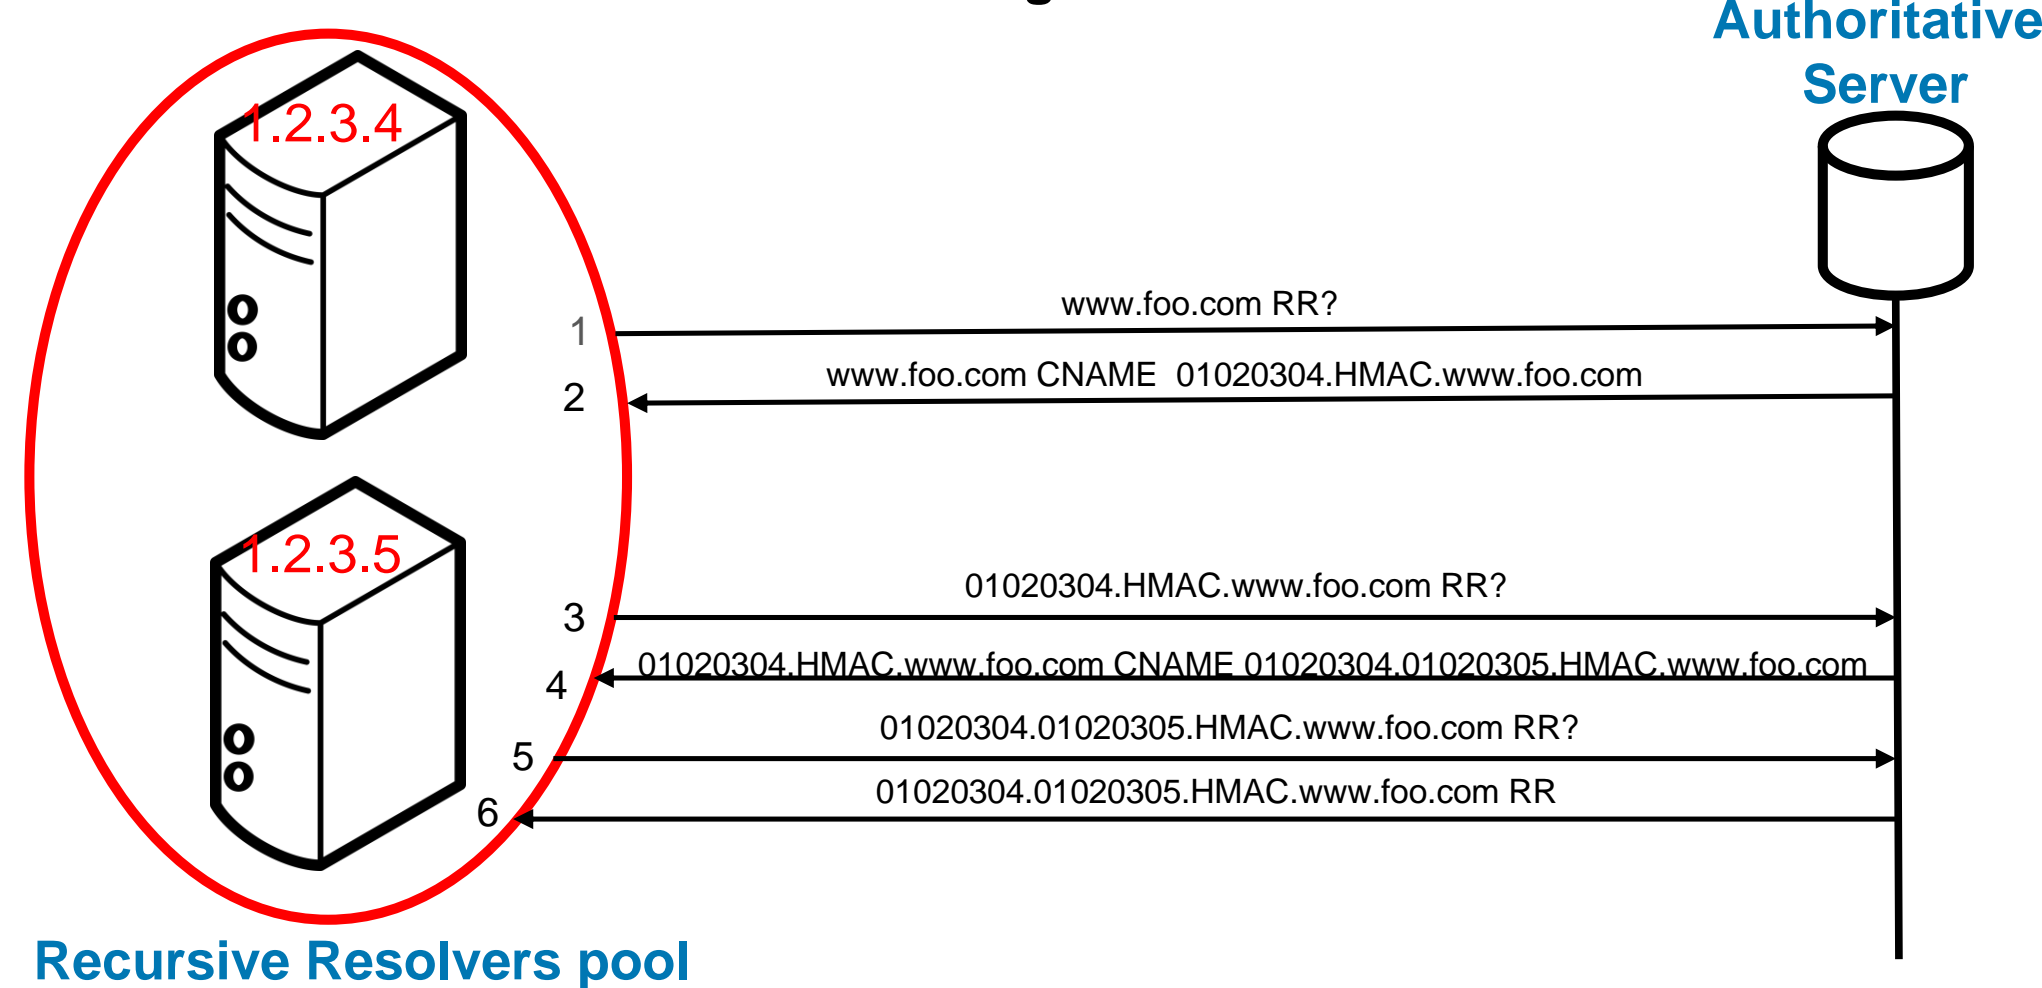 Authoritative
Server
1.2.3.4
www.foo.com RR?
1
www.foo.com CNAME 01020304.HMAC.www.foo.com
2
1.2.3.5
01020304.HMAC.www.foo.com RR?
3
01020304.HMAC.www.foo.com CNAME 01020304.01020305.HMAC.www.foo.com
4
01020304.01020305.HMAC.www.foo.com RR?
5
01020304.01020305.HMAC.www.foo.com RR
6
Recursive Resolvers pool